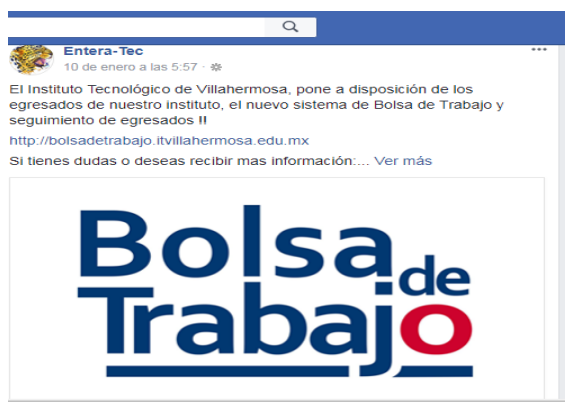 Entera-Tec
10 de enero a las 5:57 ·
El Instituto Tecnológico de Villahermosa, pone a disposición de los
egresados de nuestro instituto, el nuevo sistema de Bolsa de Trabajo y
seguimiento de egresados !!
http://bolsadetrabajo.itvillahermosa.edu.mx
Si tienes dudas o deseas recibir mas información:... Ver más
Bolsa de
Trabajo